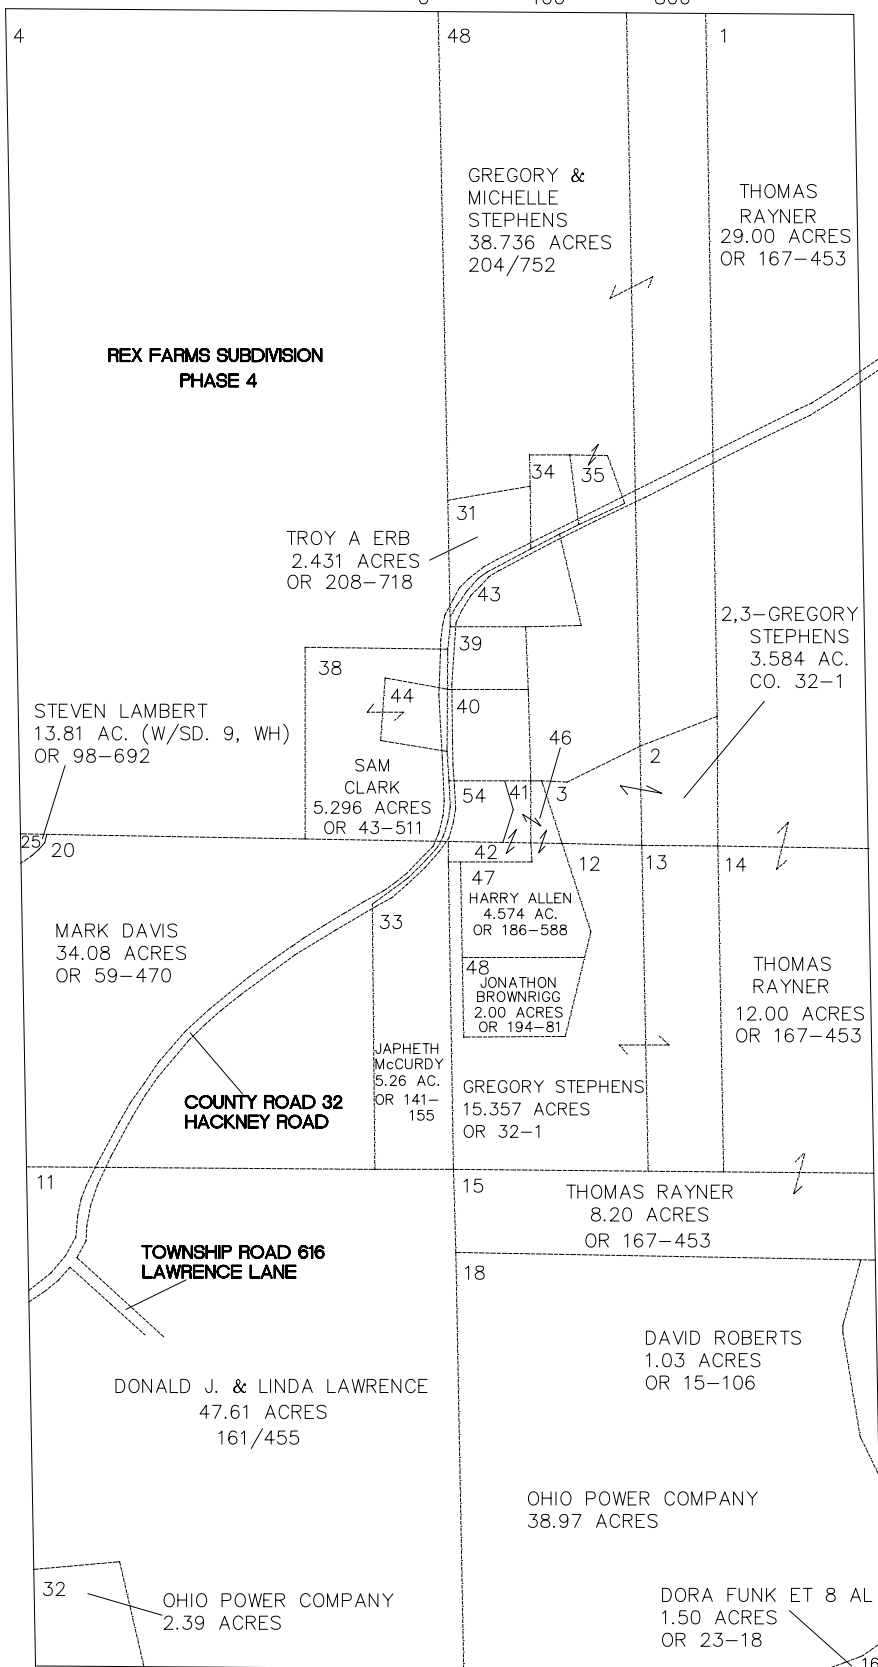 4
48
1
GREGORY &
MICHELLE
STEPHENS
38.736 ACRES
204/752
THOMAS
RAYNER
29.00 ACRES
OR 167-453
REX FARMS SUBDIVISION
PHASE 4
34
35
31
TROY A ERB
2.431 ACRES
OR 208-718
43
2,3-GREGORY
STEPHENS
3.584 AC.
CO. 32-1
39
38
44
40
STEVEN LAMBERT
13.81 AC. (W/SD. 9, WH)
OR 98-692
46
2
SAM
CLARK
5.296 ACRES
OR 43-511
54
41
3
25
20
42
12
13
14
47
HARRY ALLEN
4.574 AC.
OR 186-588
33
MARK DAVIS
34.08 ACRES
OR 59-470
48
JONATHON
BROWNRIGG
2.00 ACRES
OR 194-81
THOMAS
RAYNER
12.00 ACRES
OR 167-453
JAPHETH
McCURDY
5.26 AC.
OR 141-
155
GREGORY STEPHENS
15.357 ACRES
OR 32-1
COUNTY ROAD 32
HACKNEY ROAD
11
15
THOMAS RAYNER
8.20 ACRES
OR 167-453
TOWNSHIP ROAD 616
LAWRENCE LANE
18
DAVID ROBERTS
1.03 ACRES
OR 15-106
DONALD J. & LINDA LAWRENCE
47.61 ACRES
161/455
OHIO POWER COMPANY
38.97 ACRES
32
OHIO POWER COMPANY
2.39 ACRES
DORA FUNK ET 8 AL
1.50 ACRES
OR 23-18
16